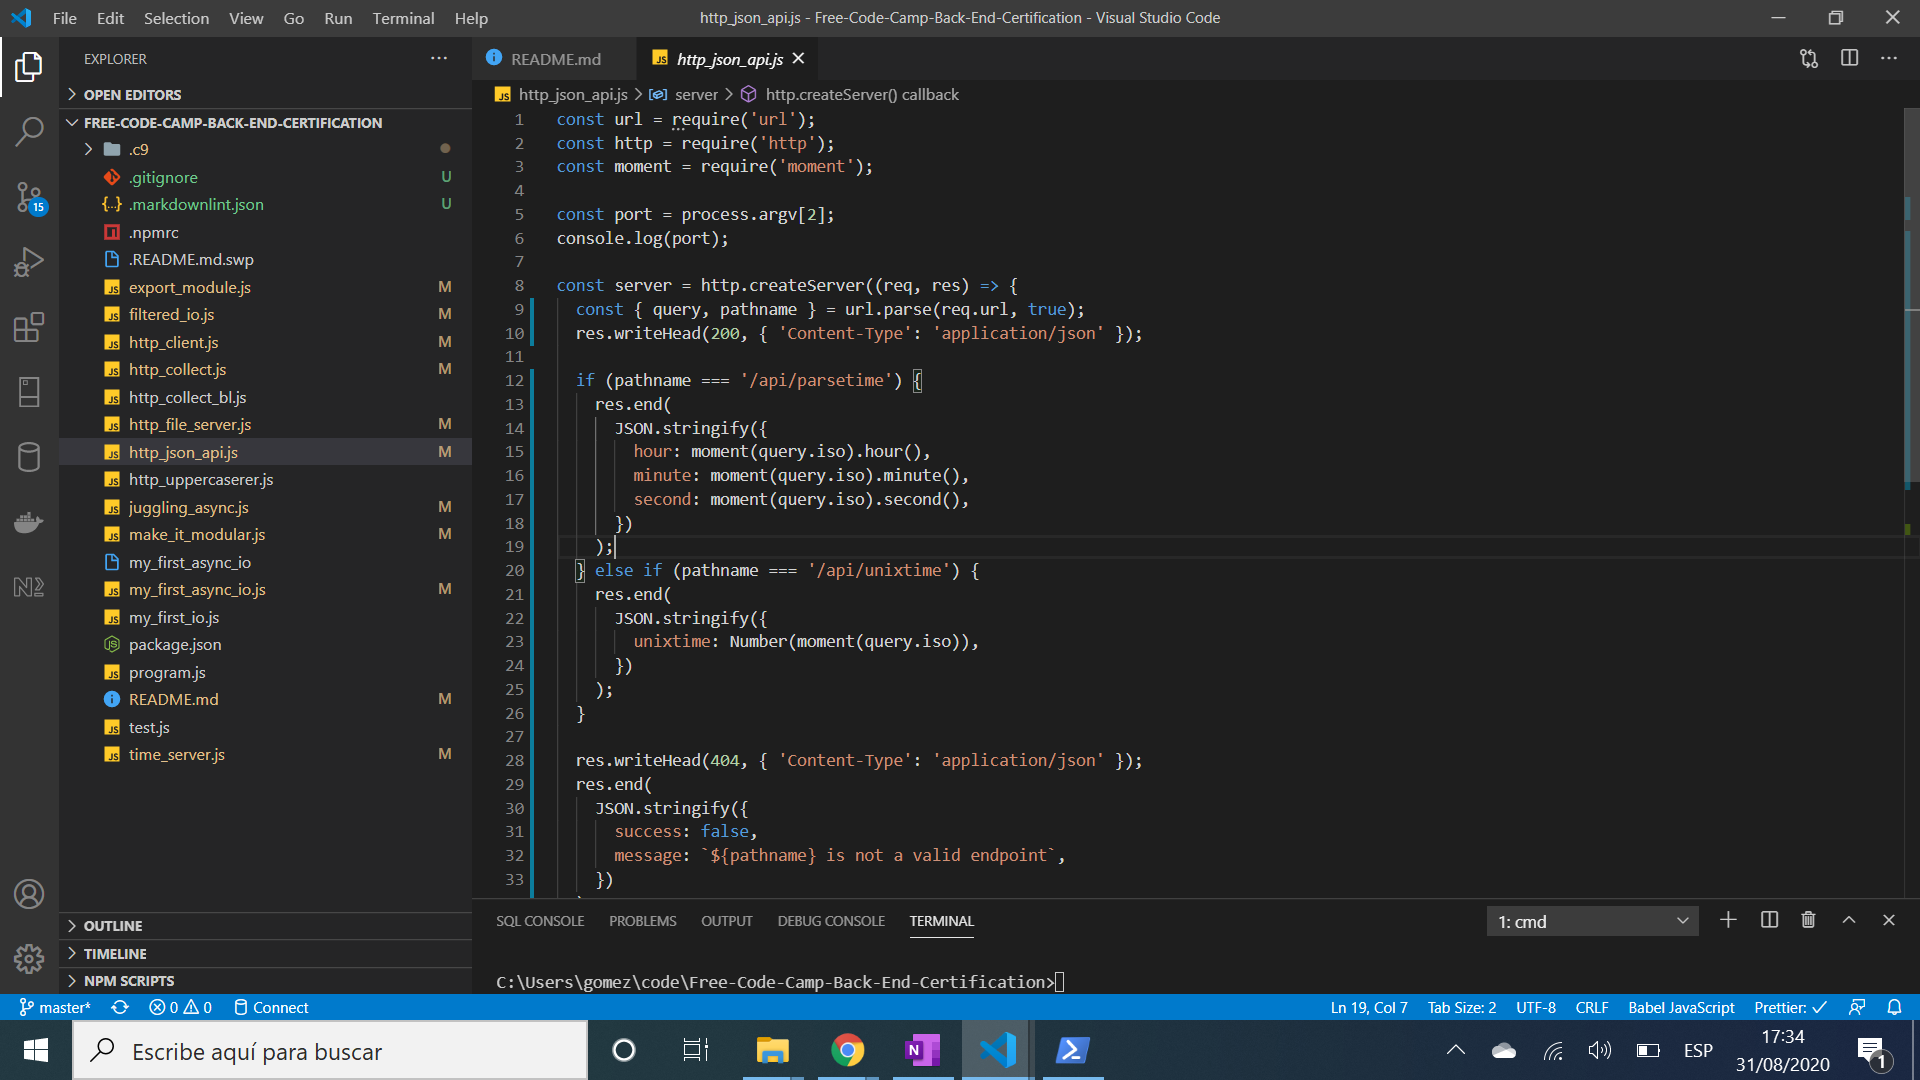 File Edit Selection View Go Run Terminal Help
http_json_api.js - Free-Code-Camp-Back-End-Certification - Visual Studio Code
EXPLORER
OPEN EDITORS
FREE-CODE-CAMP-BACK-END-CERTIFICATION
.c9
.gitignore U
.markdownlint.json U
.npmrc
.README.md.swp
export_module.js M
filtered_io.js M
http_client.js M
http_collect.js M
http_collect_bl.js
http_file_server.js M
http_json_api.js M
http_uppercaserer.js
juggling_async.js M
make_it_modular.js M
my_first_async_io
my_first_async_io.js M
my_first_io.js
package.json
program.js
README.md M
test.js
time_server.js M
OUTLINE
TIMELINE
NPM SCRIPTS
15
README.md
http_json_api.js
http_json_api.js > server > http.createServer() callback
1 const url = require('url');
2 const http = require('http');
3 const moment = require('moment');
4
5 const port = process.argv[2];
6 console.log(port);
7
8 const server = http.createServer((req, res) => {
9 const { query, pathname } = url.parse(req.url, true);
10 res.writeHead(200, { 'Content-Type': 'application/json' });
11
12 if (pathname === '/api/parsetime') {
13 res.end(
14 JSON.stringify({
15 hour: moment(query.iso).hour(),
16 minute: moment(query.iso).minute(),
17 second: moment(query.iso).second(),
18 })
19 );
20 } else if (pathname === '/api/unixtime') {
21 res.end(
22 JSON.stringify({
23 unixtime: Number(moment(query.iso)),
24 })
25 );
26 }
27
28 res.writeHead(404, { 'Content-Type': 'application/json' });
29 res.end(
30 JSON.stringify({
31 success: false,
32 message: `${pathname} is not a valid endpoint`,
33 })
SQL CONSOLE PROBLEMS OUTPUT DEBUG CONSOLE TERMINAL
1: cmd
C:\Users\gomez\code\Free-Code-Camp-Back-End-Certification>
master* 0 0 Connect
Ln 19, Col 7 Tab Size: 2 UTF-8 CRLF Babel JavaScript Prettier: ✓
Escribe aquí para buscar
N
ESP
17:34
31/08/2020
1